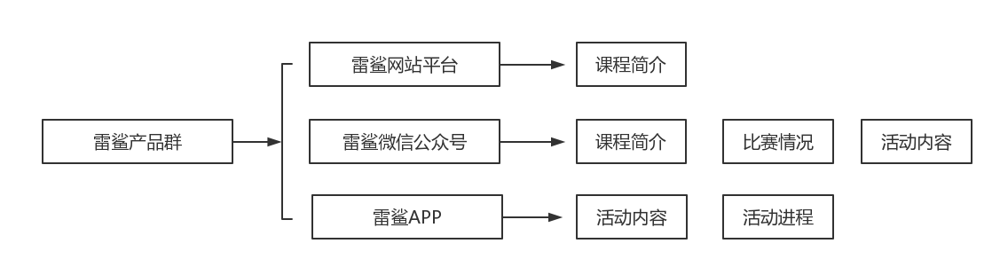 雷鲨网站平台
课程简介
雷鲨产品群
雷鲨微信公众号
课程简介
比赛情况
活动内容
雷鲨APP
活动内容
活动进程